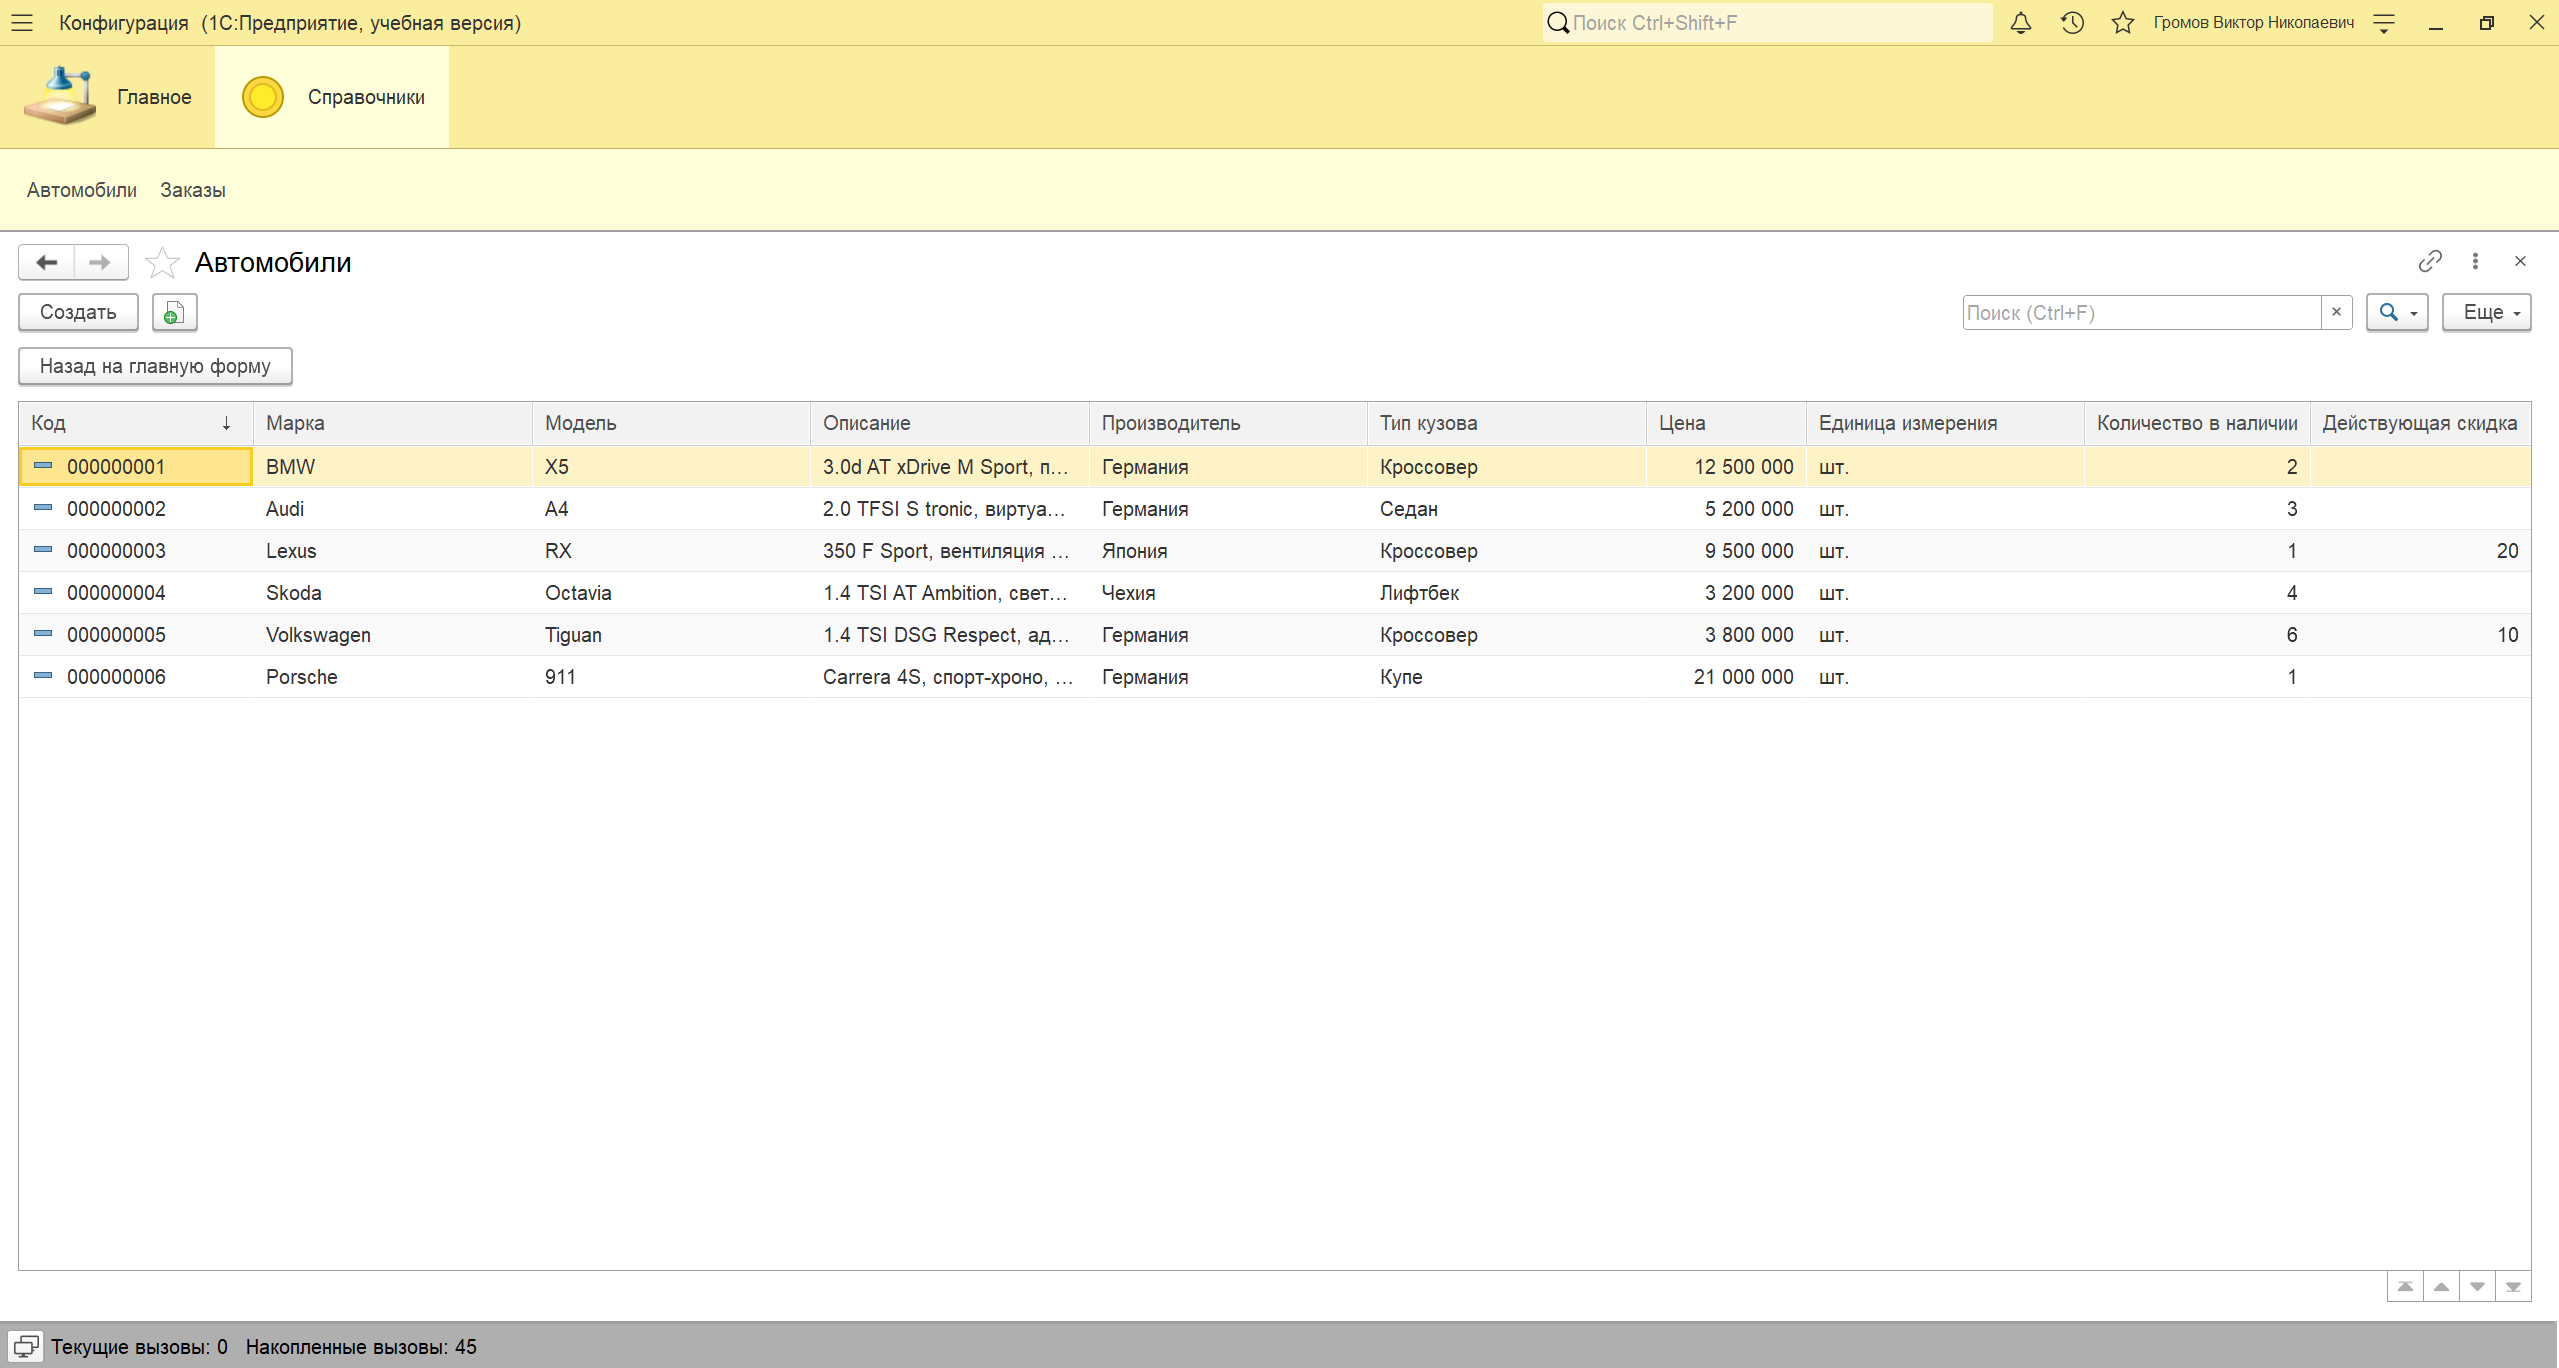 Конфигурация (1С:Предприятие, учебная версия)
Поиск Ctrl+Shift+F
Громов Виктор Николаевич
Главное
Справочники
Автомобили Заказы
Автомобили
Создать
Поиск (Ctrl+F)
×
Еще
Назад на главную форму
Код ↓ Марка Модель Описание Производитель Тип кузова Цена Единица измерения Количество в наличии Действующая скидка
000000001 BMW X5 3.0d AT xDrive M Sport, п... Германия Кроссовер 12 500 000 шт. 2
000000002 Audi A4 2.0 TFSI S tronic, виртуа... Германия Седан 5 200 000 шт. 3
000000003 Lexus RX 350 F Sport, вентиляция ... Япония Кроссовер 9 500 000 шт. 1 20
000000004 Skoda Octavia 1.4 TSI AT Ambition, свет... Чехия Лифтбек 3 200 000 шт. 4
000000005 Volkswagen Tiguan 1.4 TSI DSG Respect, ад... Германия Кроссовер 3 800 000 шт. 6 10
000000006 Porsche 911 Carrera 4S, спорт-хроно, ... Германия Купе 21 000 000 шт. 1
Текущие вызовы: 0 Накопленные вызовы: 45